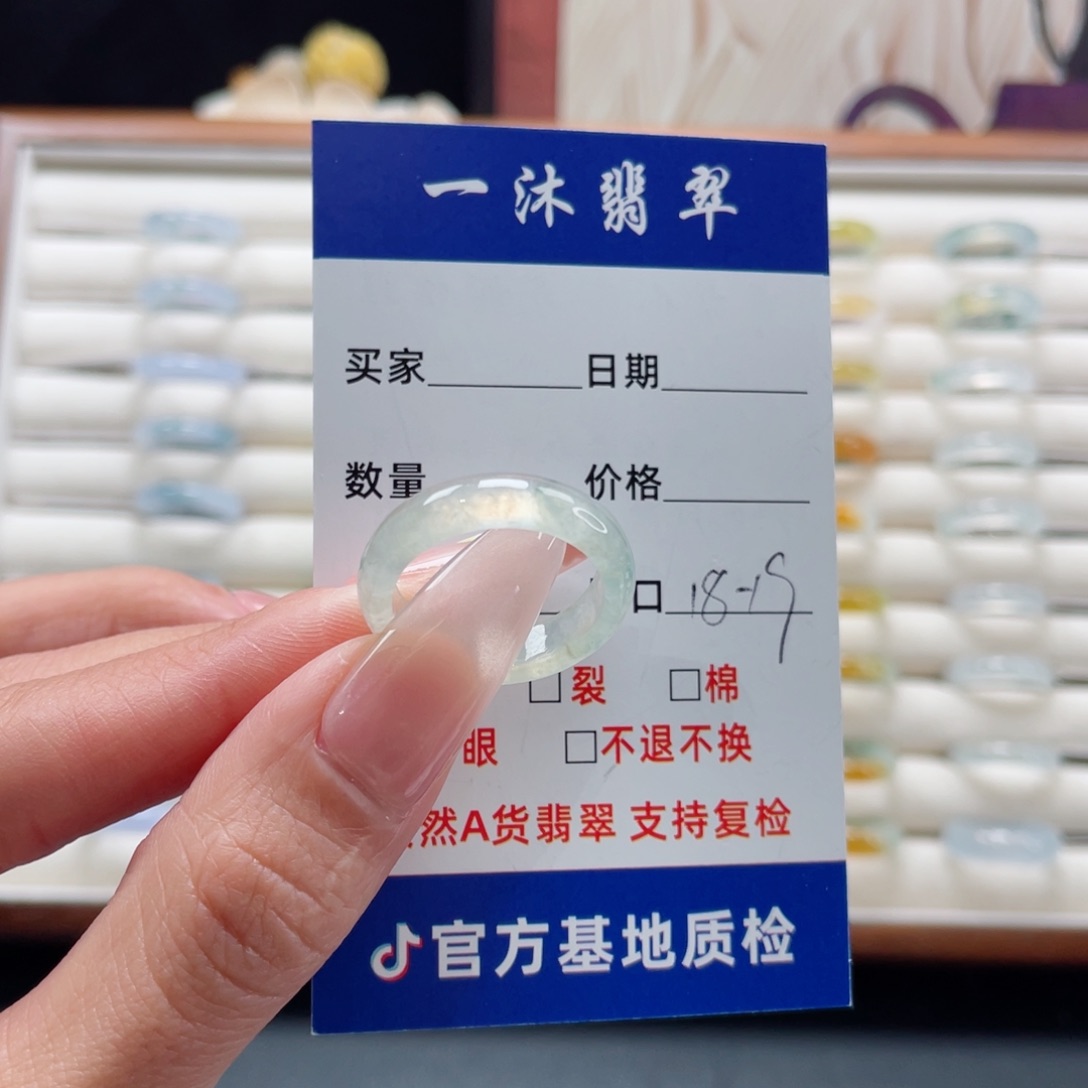 一沐翡翠
买家 日期
数量 价格
口 18-19
□裂 □棉
眼 □不退不换
然A货翡翠 支持复检
官方基地质检